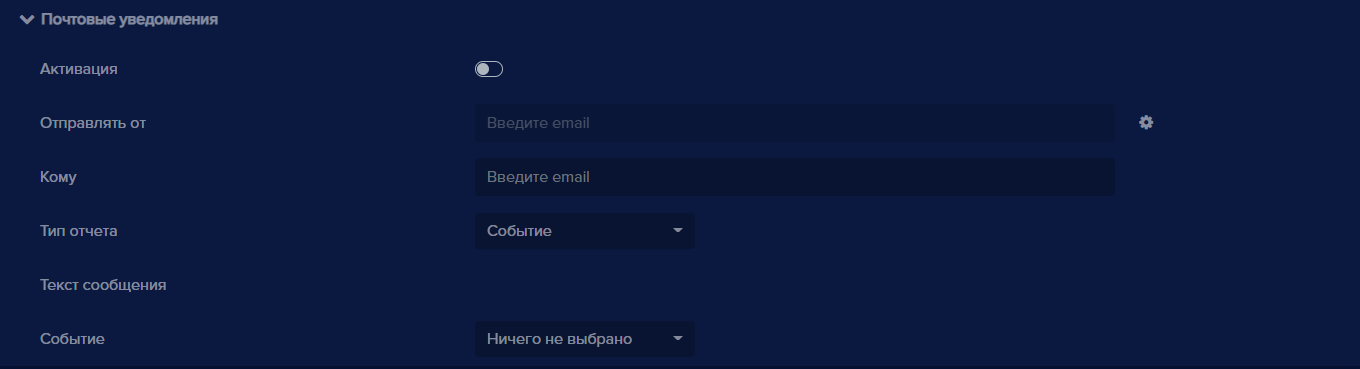 Почтовые уведомления
Активация
Отправлять от
Введите email
Кому
Введите email
Тип отчета
Событие
Текст сообщения
Событие
Ничего не выбрано